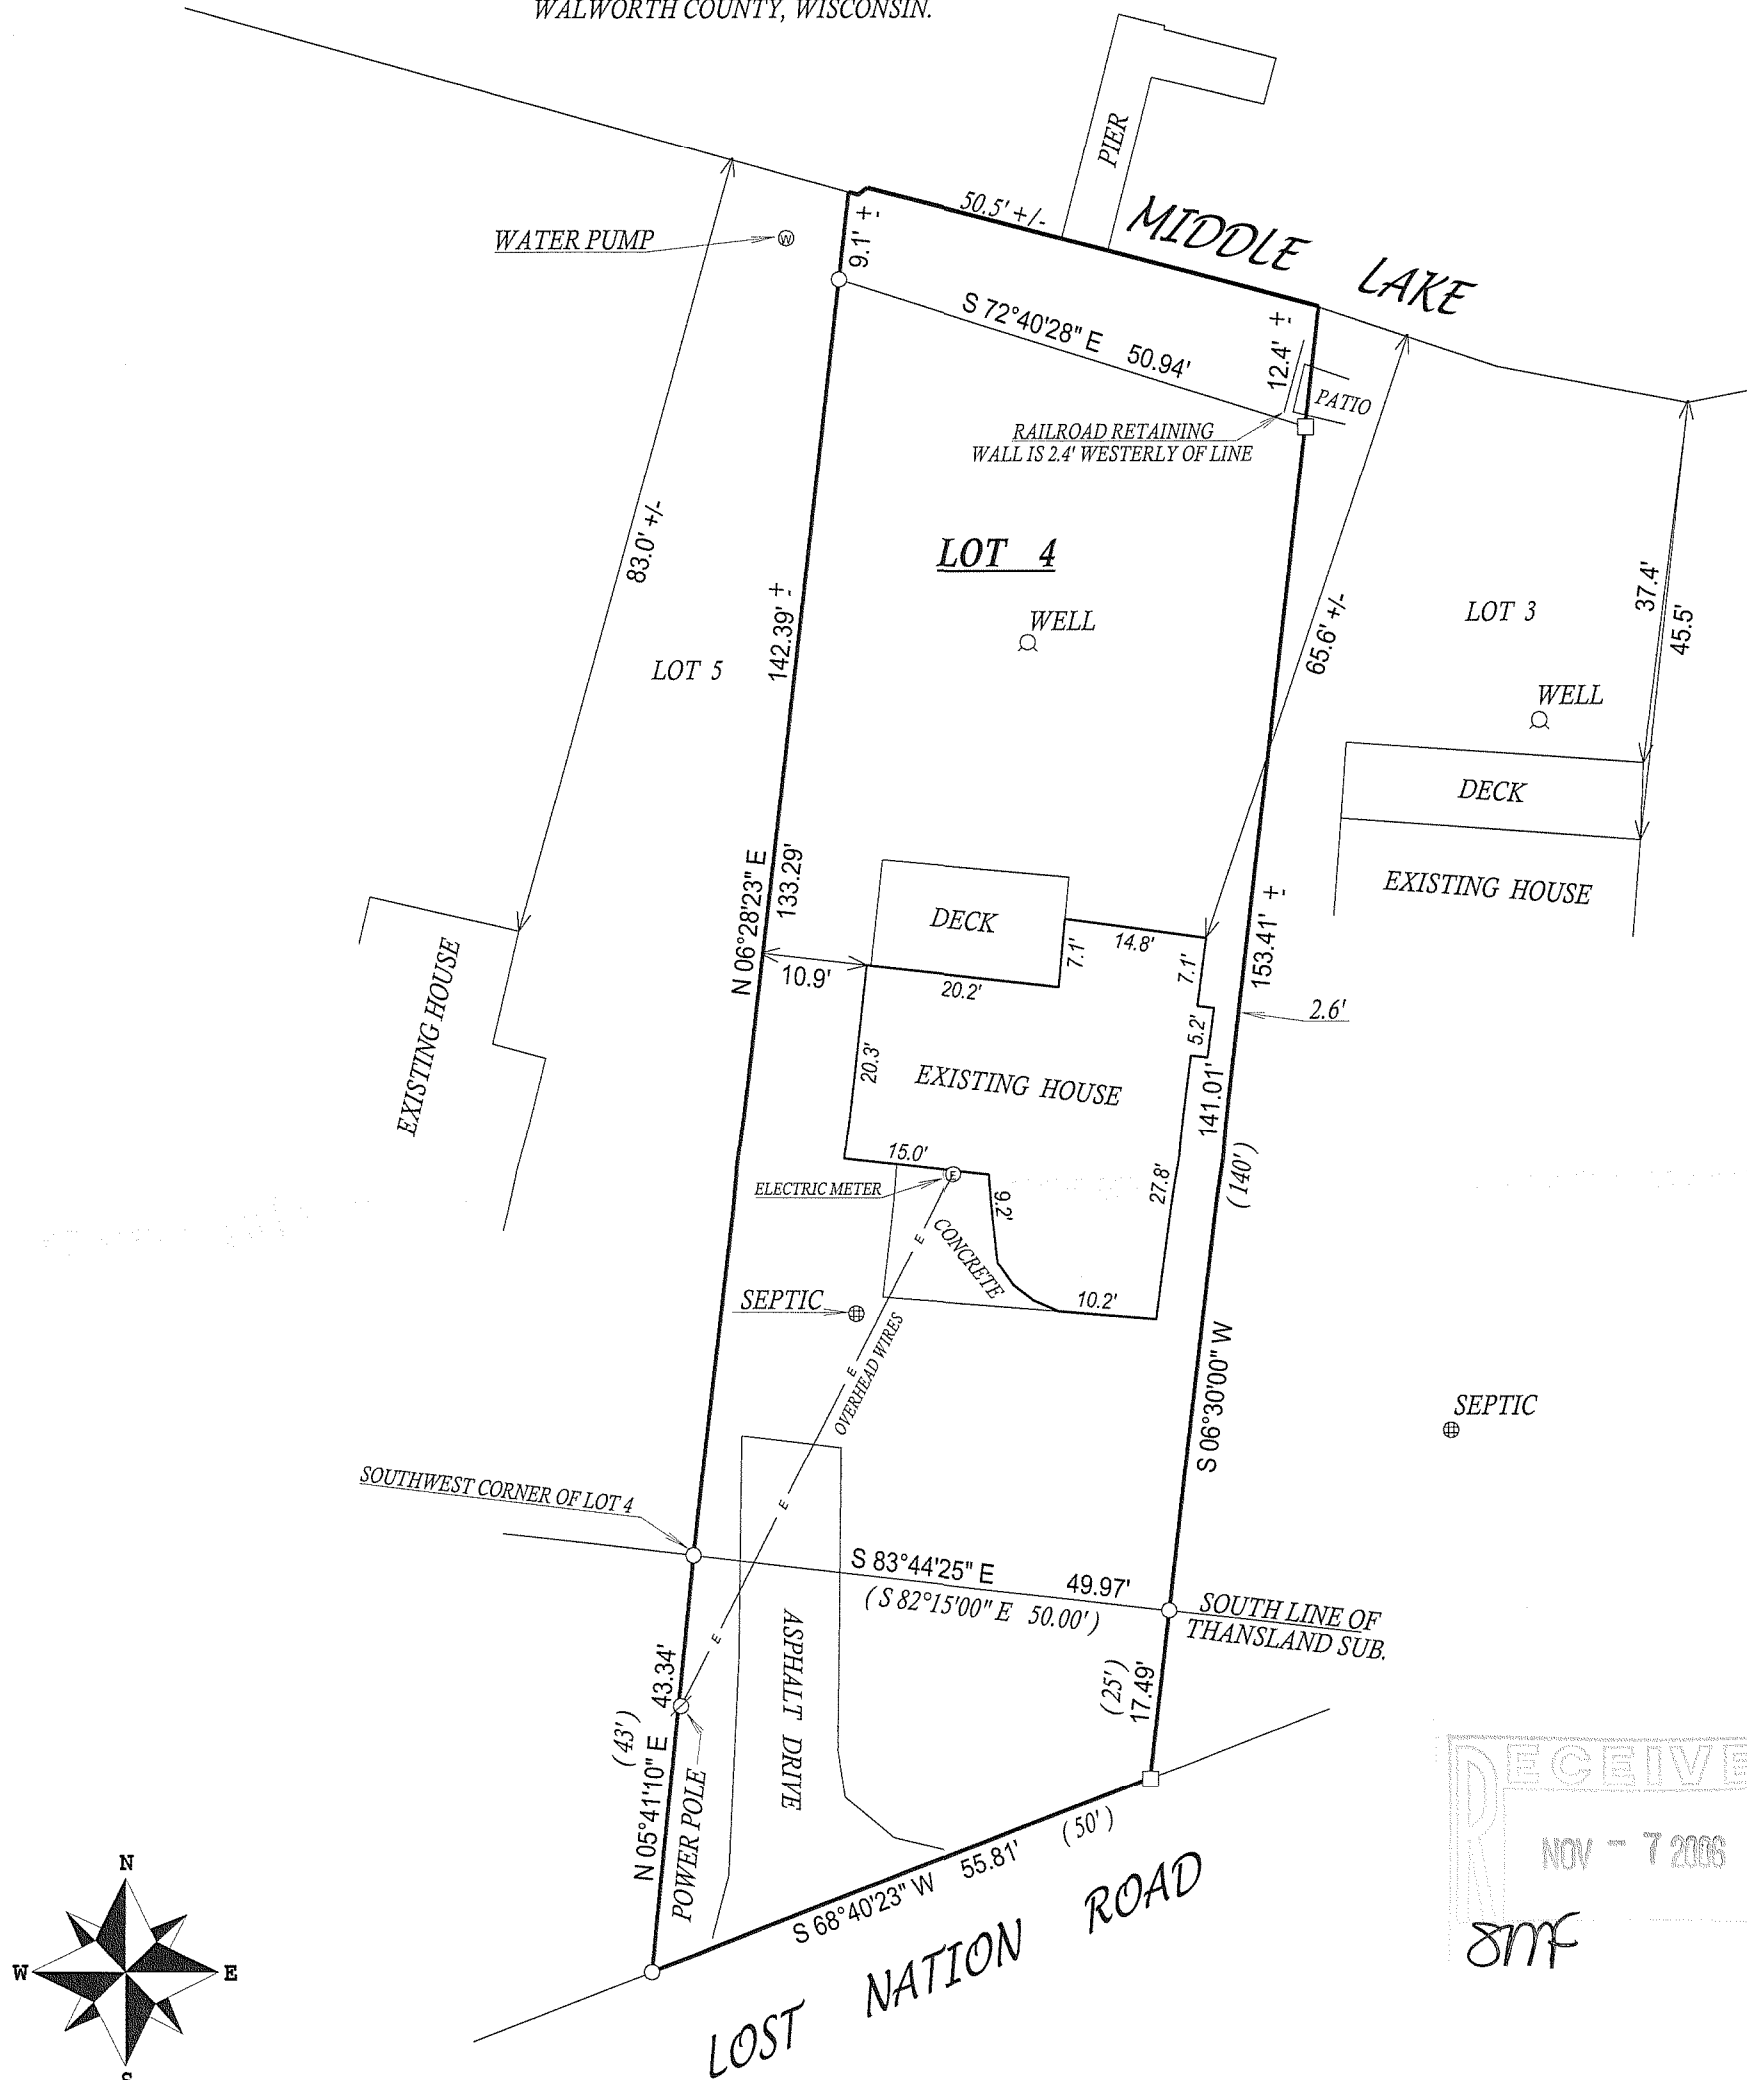 WALWORTH COUNTY, WISCONSIN.
PIER
50.5' +/-
MIDDLE LAKE
WATER PUMP
W
9.1' +-
S 72°40'28" E 50.94'
12.4' +-
PATIO
RAILROAD RETAINING
WALL IS 2.4' WESTERLY OF LINE
83.0' +/-
LOT 4
WELL
142.39' +-
LOT 5
65.6' +/-
LOT 3
37.4'
45.5'
WELL
DECK
EXISTING HOUSE
N 06°28'23" E
133.29'
DECK
14.8'
7.1'
7.1'
153.41' +-
10.9'
20.2'
2.6'
5.2'
EXISTING HOUSE
20.3'
EXISTING HOUSE
141.01'
(140')
15.0'
ELECTRIC METER
E
9.2'
27.8'
CONCRETE
10.2'
SEPTIC
E
E
OVERHEAD WIRES
S 06°30'00" W
SEPTIC
SOUTHWEST CORNER OF LOT 4
E
S 83°44'25" E 49.97'
(S 82°15'00" E 50.00')
SOUTH LINE OF
THANSLAND SUB.
E
ASPHALT DRIVE
43.34'
(43')
N 05°41'10" E
POWER POLE
(25')
17.49'
S 68°40'23" W 55.81'
(50')
LOST NATION ROAD
RECEIVE
NOV - 7 2006
SMF
N
W
E
S